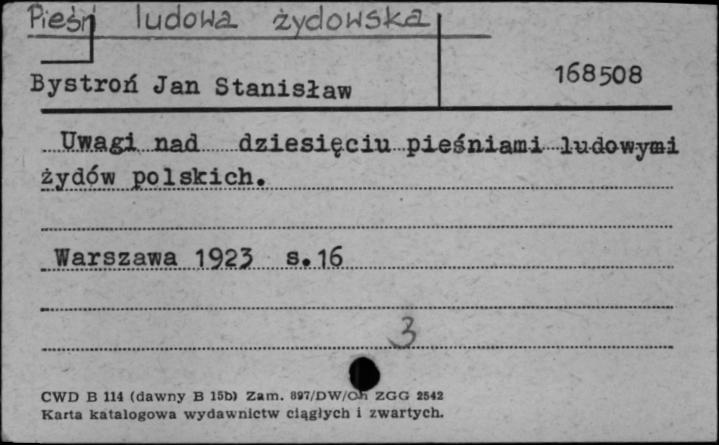 Pieśń ludowa żydowska
Bystroń Jan Stanisław 168508
Uwagi nad dziesięciu pieśniami ludowymi
żydów polskich.
Warszawa 1923 s.16
3
CWD B 114 (dawny B 15b) Zam. 897/DW/Ch ZGG 2542
Karta katalogowa wydawnictw ciągłych i zwartych.